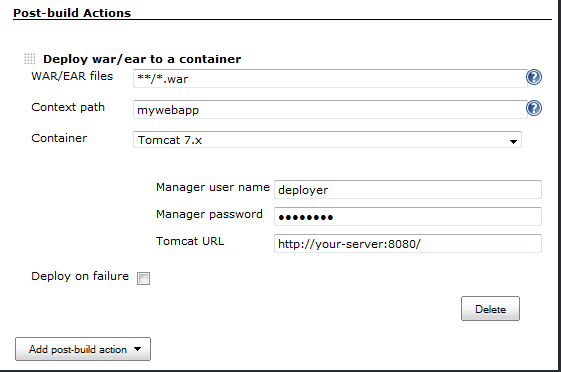 Post-build Actions
Deploy war/ear to a container
WAR/EAR files **/*.war
Context path mywebapp
Container Tomcat 7.x
Manager user name deployer
Manager password ••••••••
Tomcat URL http://your-server:8080/
Deploy on failure
Delete
Add post-build action